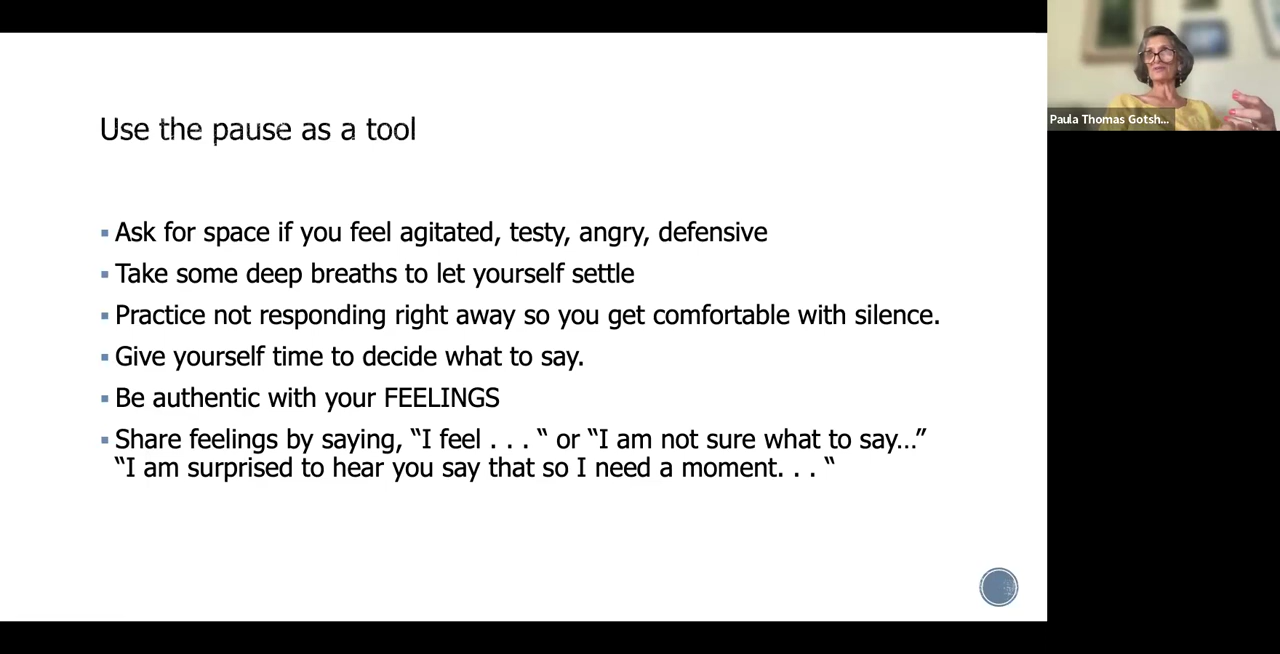 Use the pause as a tool
▪ Ask for space if you feel agitated, testy, angry, defensive
▪ Take some deep breaths to let yourself settle
▪ Practice not responding right away so you get comfortable with silence.
▪ Give yourself time to decide what to say.
▪ Be authentic with your FEELINGS
▪ Share feelings by saying, “I feel . . . “ or “I am not sure what to say…”
“I am surprised to hear you say that so I need a moment. . . “
Paula Thomas Gotsh...